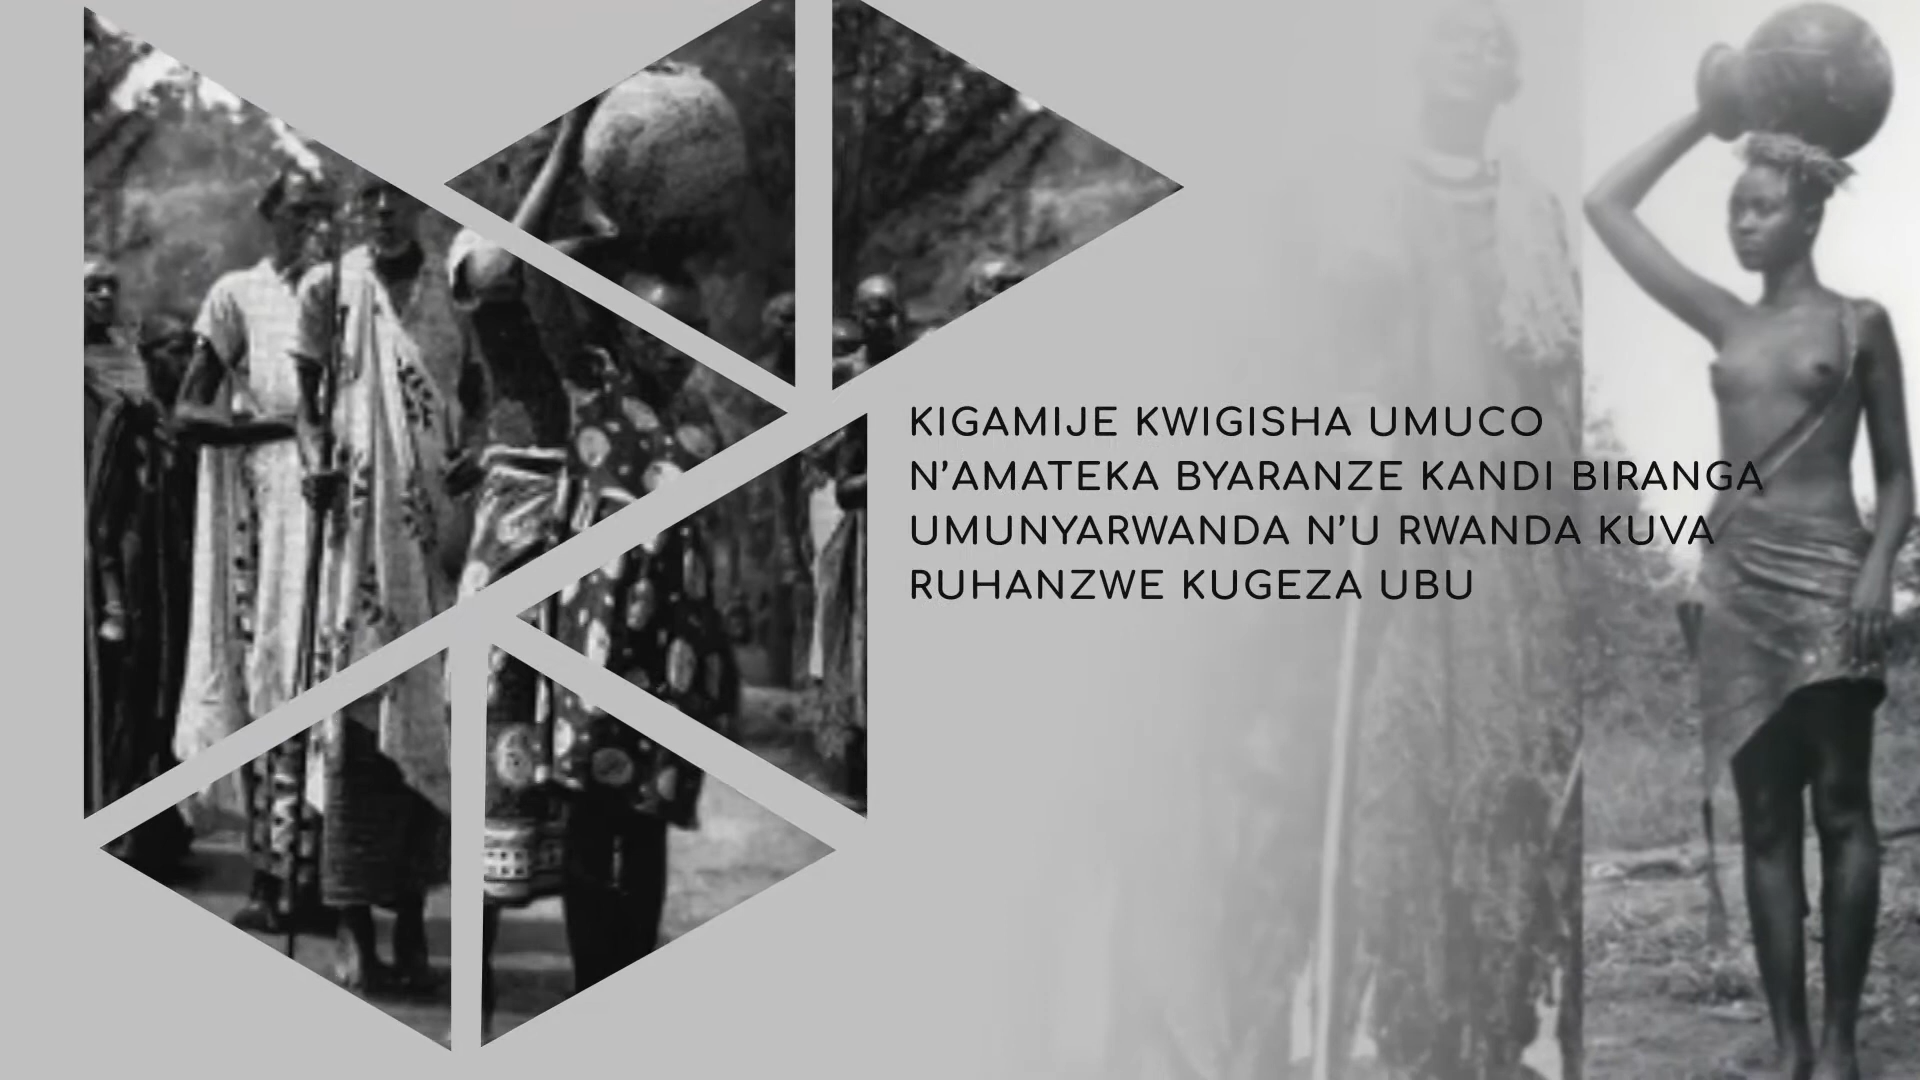 KIGAMIJE KWIGISHA UMUCO
N’AMATEKA BYARANZE KANDI BIRANGA
UMUNYARWANDA N’U RWANDA KUVA
RUHANZWE KUGEZA UBU